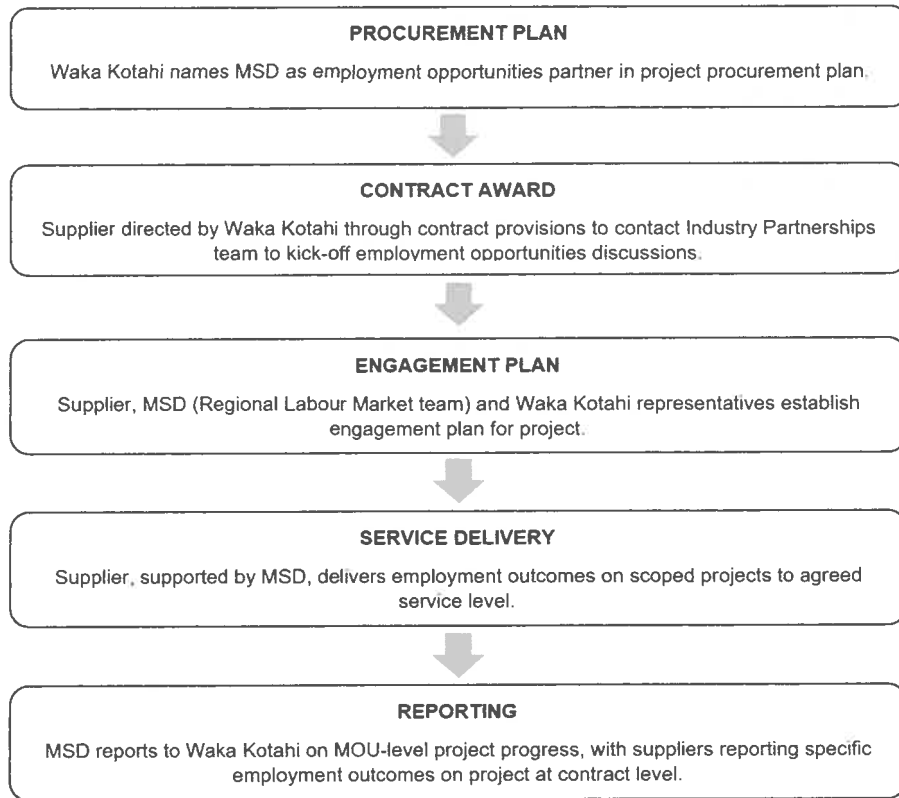 PROCUREMENT PLAN
Waka Kotahi names MSD as employment opportunities partner in project procurement plan.
CONTRACT AWARD
Supplier directed by Waka Kotahi through contract provisions to contact Industry Partnerships
team to kick-off employment opportunities discussions.
ENGAGEMENT PLAN
Supplier, MSD (Regional Labour Market team) and Waka Kotahi representatives establish
engagement plan for project.
SERVICE DELIVERY
Supplier, supported by MSD, delivers employment outcomes on scoped projects to agreed
service level.
REPORTING
MSD reports to Waka Kotahi on MOU-level project progress, with suppliers reporting specific
employment outcomes on project at contract level.